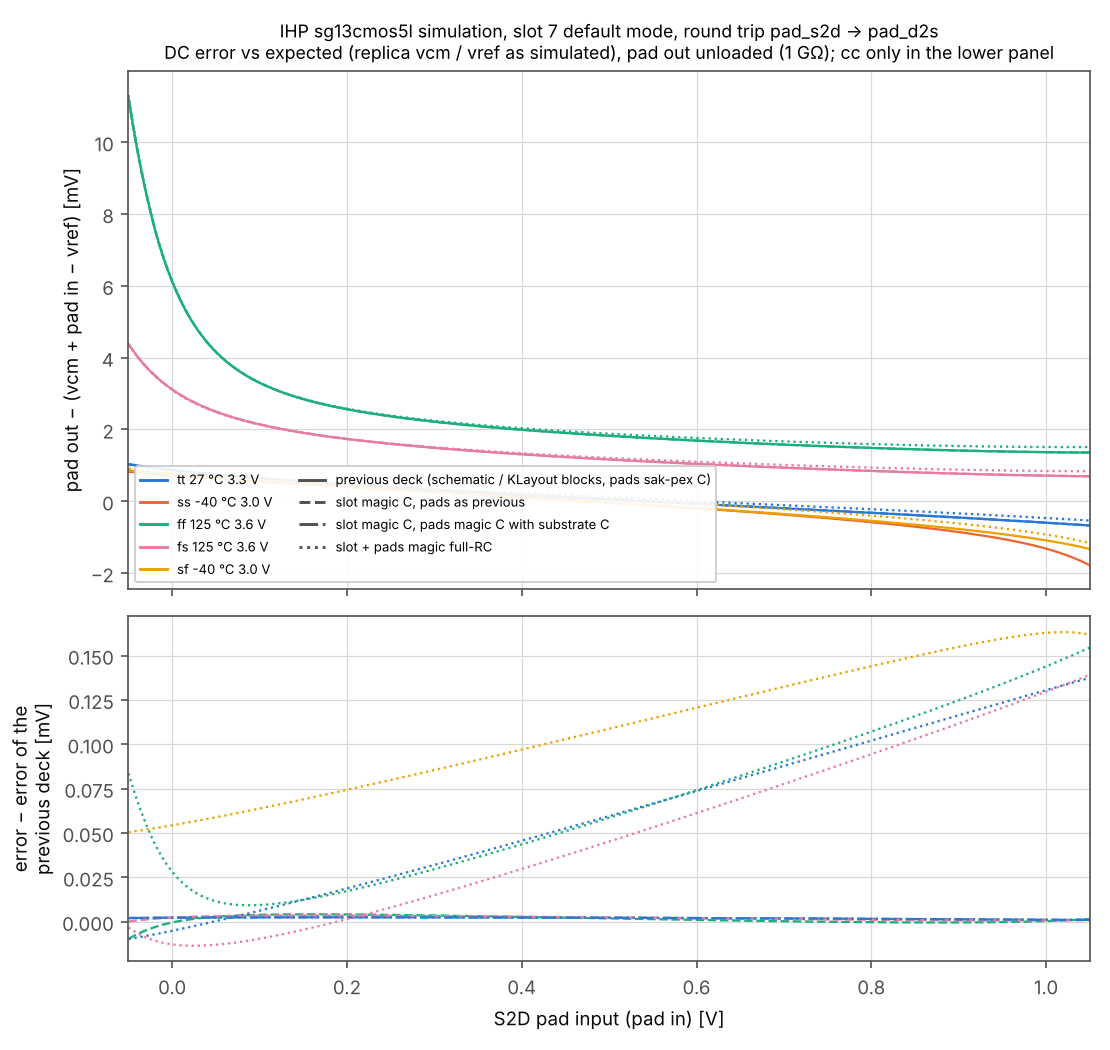 IHP sg13cmos5l simulation, slot 7 default mode, round trip pad_s2d → pad_d2s
DC error vs expected (replica vcm / vref as simulated), pad out unloaded (1 GΩ); cc only in the lower panel
pad out − (vcm + pad in − vref) [mV]
10
8
6
4
2
0
−2
tt 27 °C 3.3 V
ss -40 °C 3.0 V
ff 125 °C 3.6 V
fs 125 °C 3.6 V
sf -40 °C 3.0 V
previous deck (schematic / KLayout blocks, pads sak-pex C)
slot magic C, pads as previous
slot magic C, pads magic C with substrate C
slot + pads magic full-RC
error − error of the
previous deck [mV]
0.150
0.125
0.100
0.075
0.050
0.025
0.000
0.0
0.2
0.4
0.6
0.8
1.0
S2D pad input (pad in) [V]